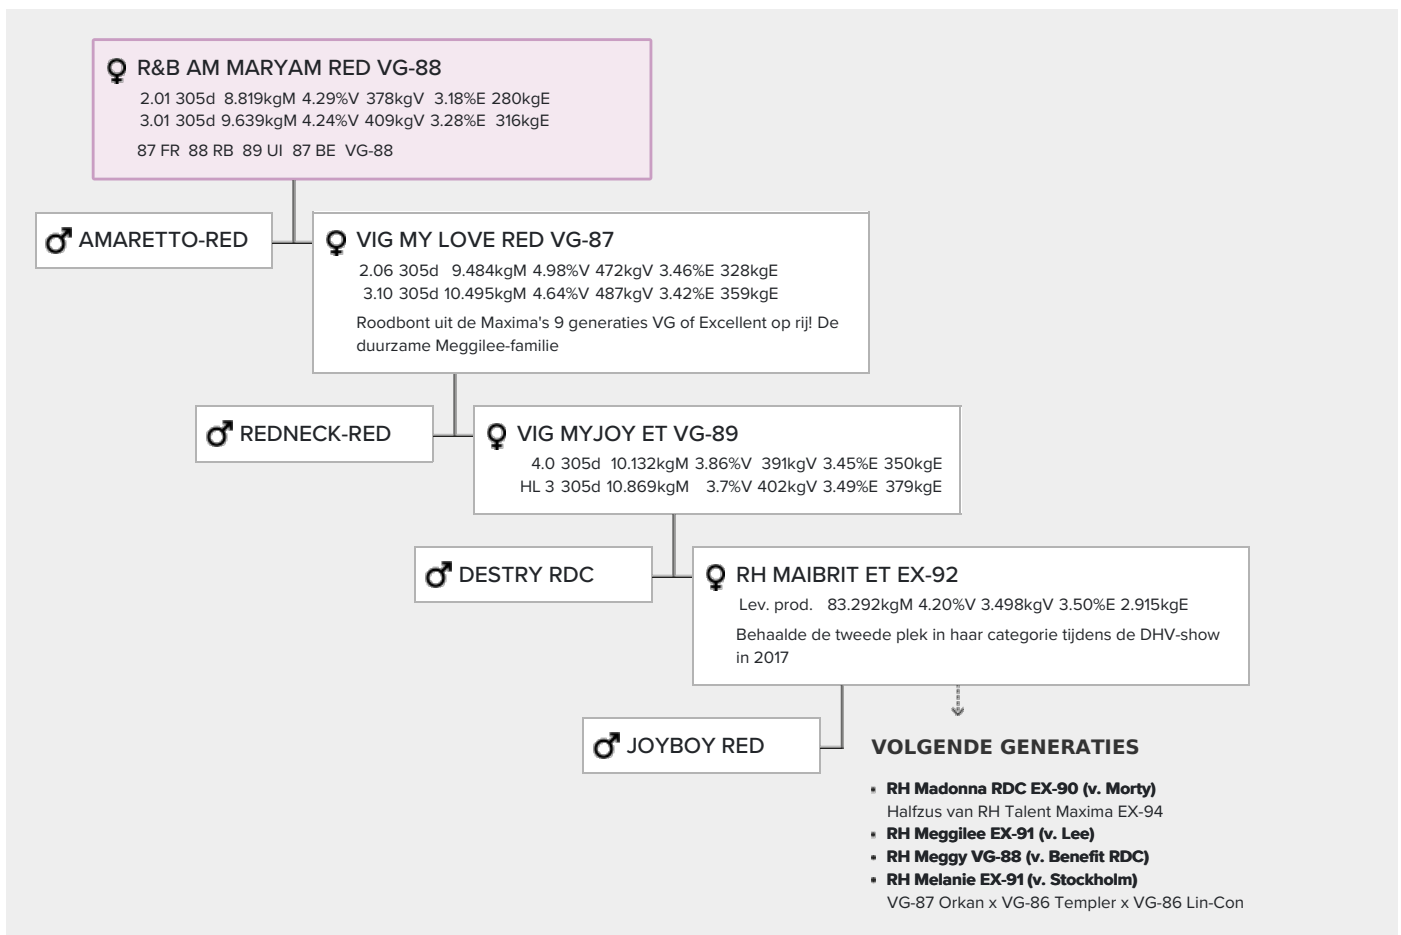 R&B AM MARYAM RED VG-88
2.01 305d 8.819kgM 4.29%V 378kgV 3.18%E 280kgE
3.01 305d 9.639kgM 4.24%V 409kgV 3.28%E 316kgE
87 FR 88 RB 89 UI 87 BE VG-88
AMARETTO-RED
VIG MY LOVE RED VG-87
2.06 305d 9.484kgM 4.98%V 472kgV 3.46%E 328kgE
3.10 305d 10.495kgM 4.64%V 487kgV 3.42%E 359kgE
Roodbont uit de Maxima's 9 generaties VG of Excellent op rij! De
duurzame Meggilee-familie
REDNECK-RED
VIG MYJOY ET VG-89
4.0 305d 10.132kgM 3.86%V 391kgV 3.45%E 350kgE
HL 3 305d 10.869kgM 3.7%V 402kgV 3.49%E 379kgE
DESTRY RDC
RH MAIBRIT ET EX-92
Lev. prod. 83.292kgM 4.20%V 3.498kgV 3.50%E 2.915kgE
Behaalde de tweede plek in haar categorie tijdens de DHV-show
in 2017
JOYBOY RED
VOLGENDE GENERATIES
RH Madonna RDC EX-90 (v. Morty)
Halfzus van RH Talent Maxima EX-94
RH Meggilee EX-91 (v. Lee)
RH Meggy VG-88 (v. Benefit RDC)
RH Melanie EX-91 (v. Stockholm)
VG-87 Orkan x VG-86 Templer x VG-86 Lin-Con